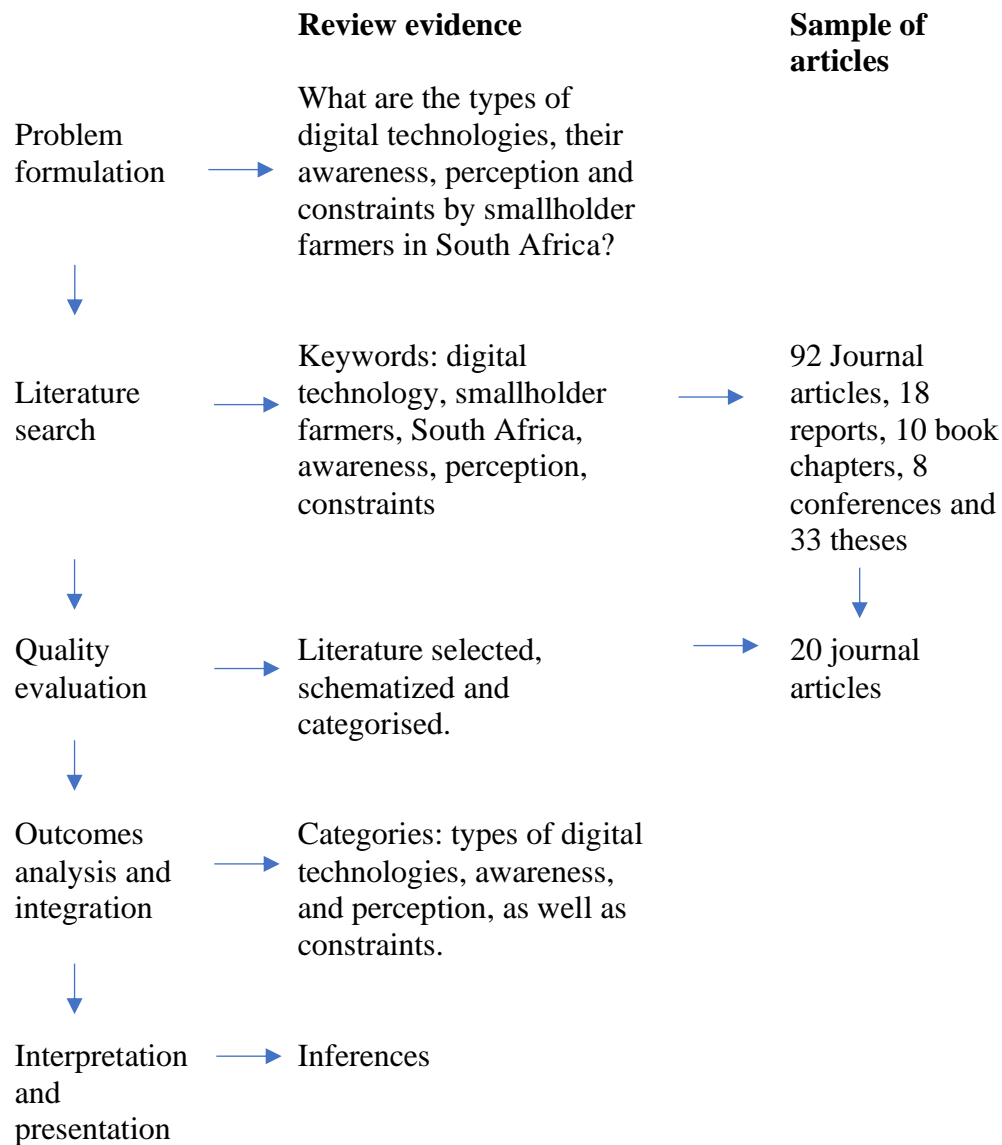 Review evidence
Sample of
articles
Problem
formulation
What are the types of
digital technologies, their
awareness, perception and
constraints by smallholder
farmers in South Africa?
Literature
search
Keywords: digital
technology, smallholder
farmers, South Africa,
awareness, perception,
constraints
92 Journal
articles, 18
reports, 10 book
chapters, 8
conferences and
33 theses
Quality
evaluation
Literature selected,
schematized and
categorised.
20 journal
articles
Outcomes
analysis and
integration
Categories: types of digital
technologies, awareness,
and perception, as well as
constraints.
Interpretation
and
presentation
Inferences